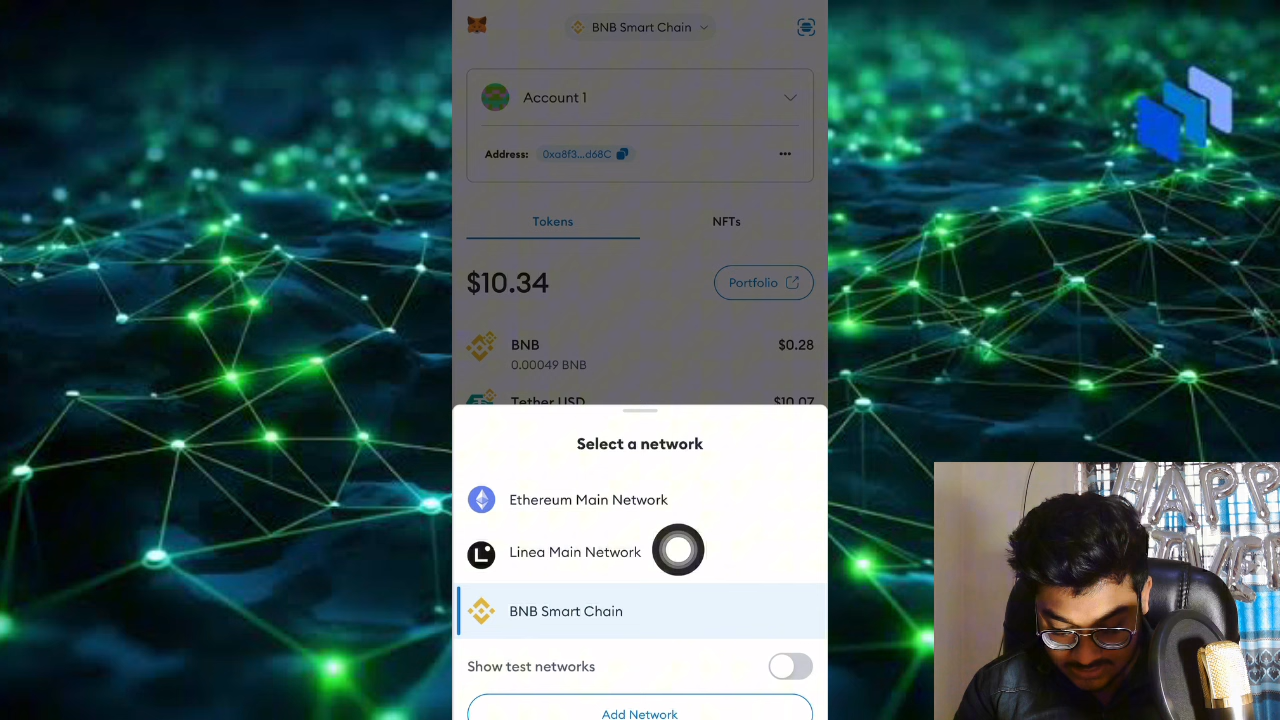 BNB Smart Chain
Account 1
Address: 0xa8f3...d68C
Tokens NFTs
$10.34
Portfolio
BNB $0.28
0.00049 BNB
Tether USD $10.07
Select a network
Ethereum Main Network
Linea Main Network
BNB Smart Chain
Show test networks
Add Network
HAPP